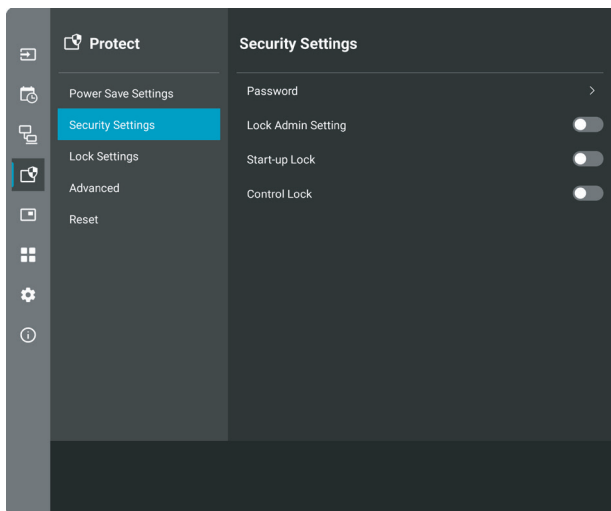 Protect
Power Save Settings
Security Settings
Lock Settings
Advanced
Reset
Security Settings
Password
Lock Admin Setting
Start-up Lock
Control Lock